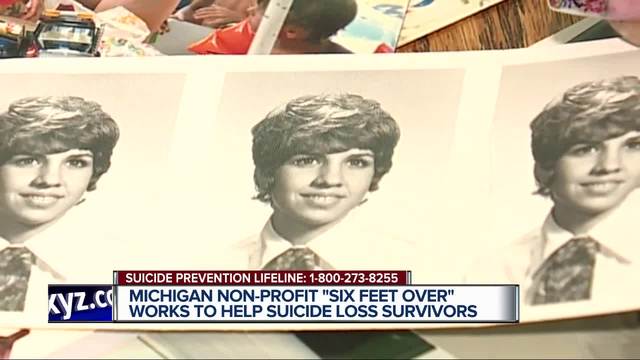 SUICIDE PREVENTION LIFELINE: 1-800-273-8255
xyz.co
MICHIGAN NON-PROFIT "SIX FEET OVER"
WORKS TO HELP SUICIDE LOSS SURVIVORS